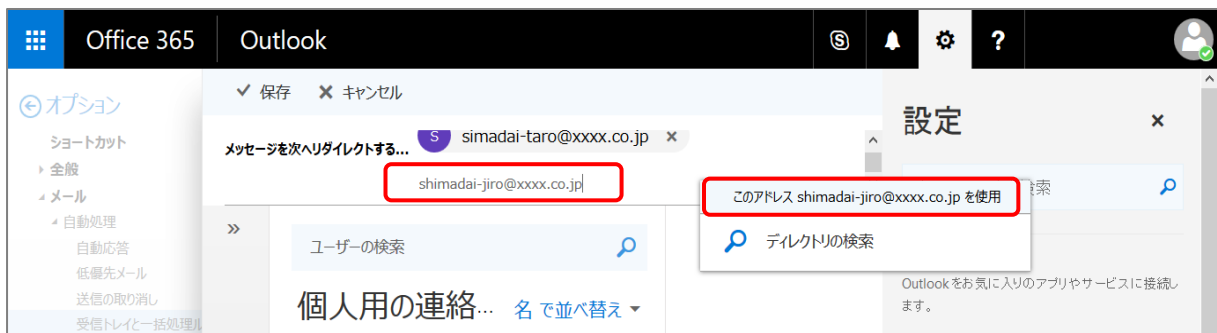 Office 365 Outlook
オプション
ショートカット
全般
メール
自動処理
自動応答
低優先メール
送信の取り消し
受信トレイと一括処理ル
保存 キャンセル
メッセージを次へリダイレクトする...
S simadai-taro@xxxx.co.jp ×
shimadai-jiro@xxxx.co.jp
このアドレス shimadai-jiro@xxxx.co.jp を使用
ディレクトリの検索
ユーザーの検索
個人用の連絡... 名 で並べ替え
設定 ×
検索
Outlook をお気に入りのアプリやサービスに接続し
ます。